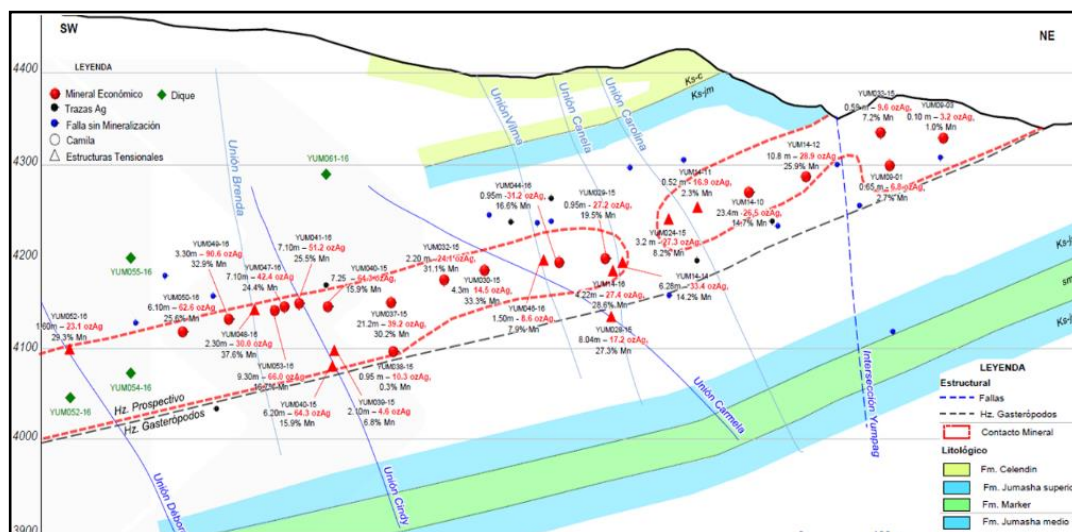 SW
NE
LEYENDA
Mineral Económico
Dique
Trazas Ag
Falla sin Mineralización
Camila
Estructuras Tensionales
4400
4300
4200
4100
4000
3900
Unión Brenda
Unión Vilma
Unión Canela
Unión Carolina
Ks-c
Ks-jm
YUM033-15
0.59 m – 9.6 ozAg,
7.2% Mn
YUM09-03
0.10 m – 3.2 ozAg,
1.0% Mn
YUM14-12
10.8 m – 28.9 ozAg,
25.9% Mn
YUM09-01
0.65 m – 6.8 ozAg,
2.7% Mn
YUM061-16
YUM14-11
0.52 m – 16.9 ozAg,
2.3% Mn
YUM14-10
23.4m – 26.5 ozAg,
14.7% Mn
YUM044-16
0.95m – 31.2 ozAg,
16.6% Mn
YUM029-15
0.95m – 27.2 ozAg,
19.5% Mn
YUM024-15
3.2 m – 27.3 ozAg,
8.2% Mn
YUM049-16
3.30m – 90.6 ozAg,
32.9% Mn
YUM041-16
7.10m – 51.2 ozAg,
25.5% Mn
YUM032-15
31.1% Mn
YUM047-16
7.10m – 42.4 ozAg,
24.4% Mn
YUM040-15
15.9% Mn
YUM055-16
YUM030-15
4.3m – 14.5 ozAg,
33.3% Mn
YUM14-14
6.28m – 33.4 ozAg,
14.2% Mn
YUM14-16
4.22m – 27.4 ozAg,
28.6% Mn
YUM050-16
6.10m – 62.6 ozAg,
25.6% Mn
YUM037-15
21.2m – 39.2 ozAg,
30.2% Mn
YUM046-16
1.50m – 8.6 ozAg,
7.9% Mn
YUM052-16
1.60m – 23.1 ozAg,
29.3% Mn
YUM048-16
2.30m – 30.0 ozAg,
37.6% Mn
YUM028-15
8.04m – 17.2 ozAg,
27.3% Mn
YUM053-16
9.30m – 66.0 ozAg,
16.7% Mn
YUM038-15
0.95 m – 10.3 ozAg,
0.3% Mn
YUM054-16
YUM040-15
6.20m – 64.3 ozAg,
15.9% Mn
YUM039-15
2.10m – 4.6 ozAg,
6.8% Mn
YUM052-16
Hz. Prospectivo
Hz. Gasterópodos
Unión Cindy
Unión Carmela
Intersección Yumpag
LEYENDA
Estructural
Fallas
Hz. Gasterópodos
Contacto Mineral
Litológico
Fm. Celendin
Fm. Jumasha superio
Fm. Marker
Fm. Jumasha medio